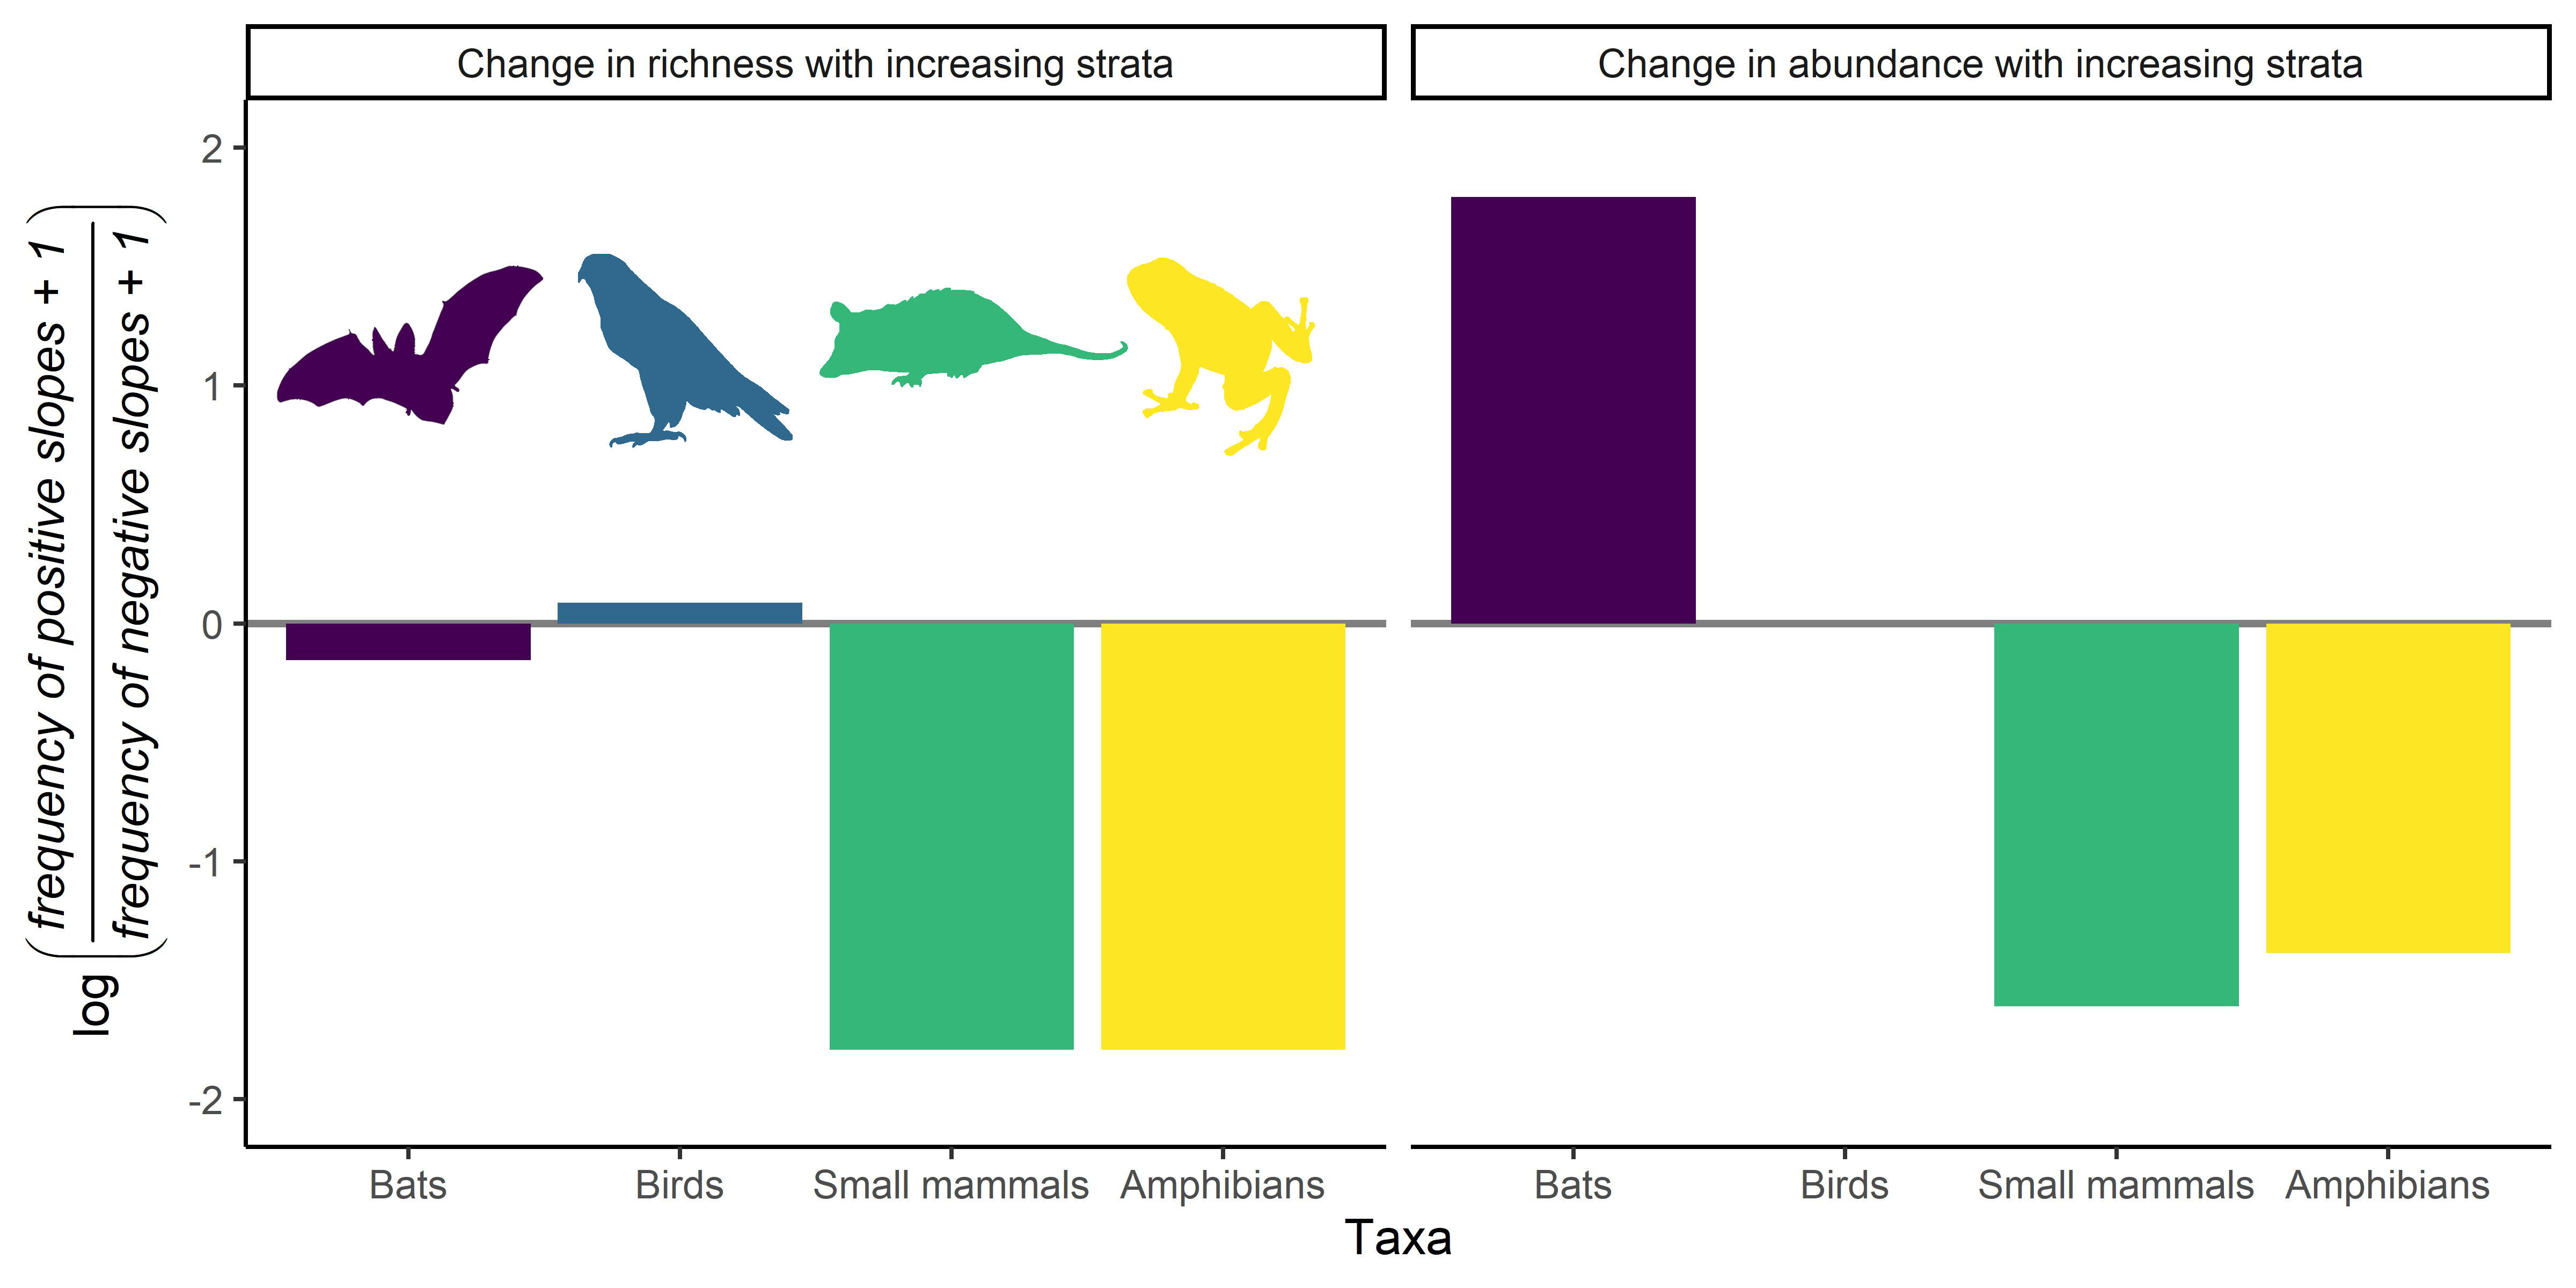 Change in richness with increasing strata
Change in abundance with increasing strata
log
(frequency of positive slopes + 1
frequency of negative slopes + 1)
2
1
0
-1
-2
Bats
Birds
Small mammals
Amphibians
Bats
Birds
Small mammals
Amphibians
Taxa